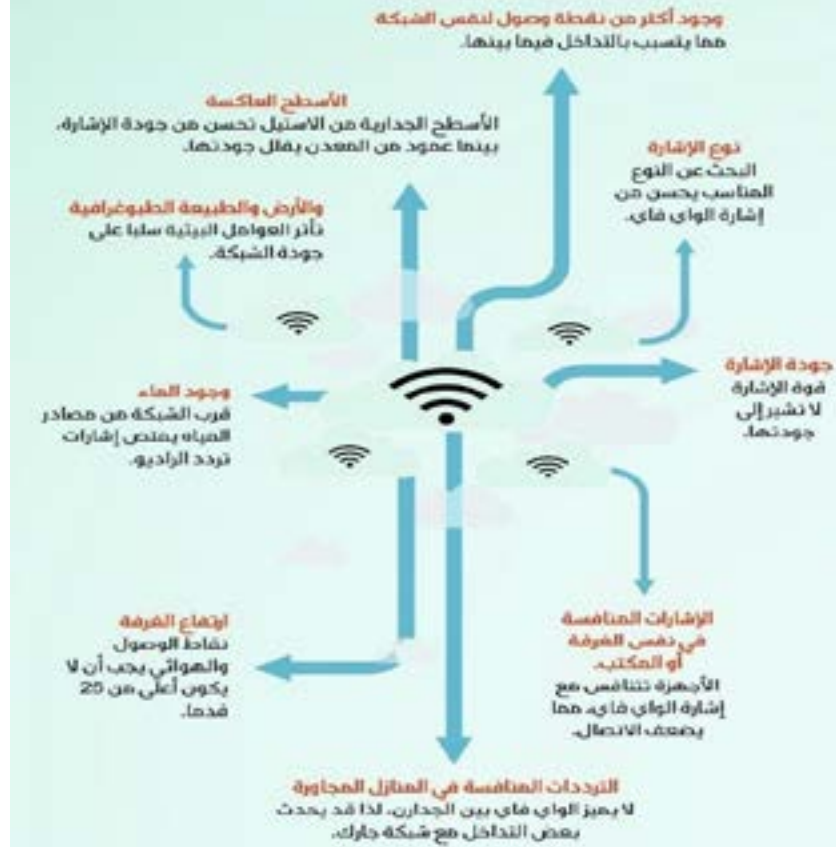 وجود أكثر من نقطة وصول لنفس الشبكة
مما يتسبب بالتداخل فيما بينها.
الأسطح العاكسة
الأسطح الجدارية من الاستيل تحسن من جودة الإشارة،
بينما عمود من المعدن يقلل جودتها.
نوع الإشارة
البحث عن النوع
المناسب يحسن من
إشارة الواي فاي.
والأرض والطبيعة الطبوغرافية
تأثر العوامل البيئية سلبا على
جودة الشبكة.
جودة الإشارة
قوة الإشارة
لا تشير إلى
جودتها.
وجود الماء
قرب الشبكة من مصادر
المياه يمتص إشارات
تردد الراديو.
الإشارات المنافسة
في نفس الغرفة
أو المكتب.
الأجهزة تتنافس مع
إشارة الواي فاي، مما
يضعف الاتصال.
ارتفاع الغرفة
نقاط الوصول
والهوائي يجب أن لا
يكون أعلى من 25
قدما.
الترددات المنافسة في المنازل المجاورة
لا يميز الواي فاي بين الجدارن، لذا قد يحدث
بعض التداخل مع شبكة جارك.